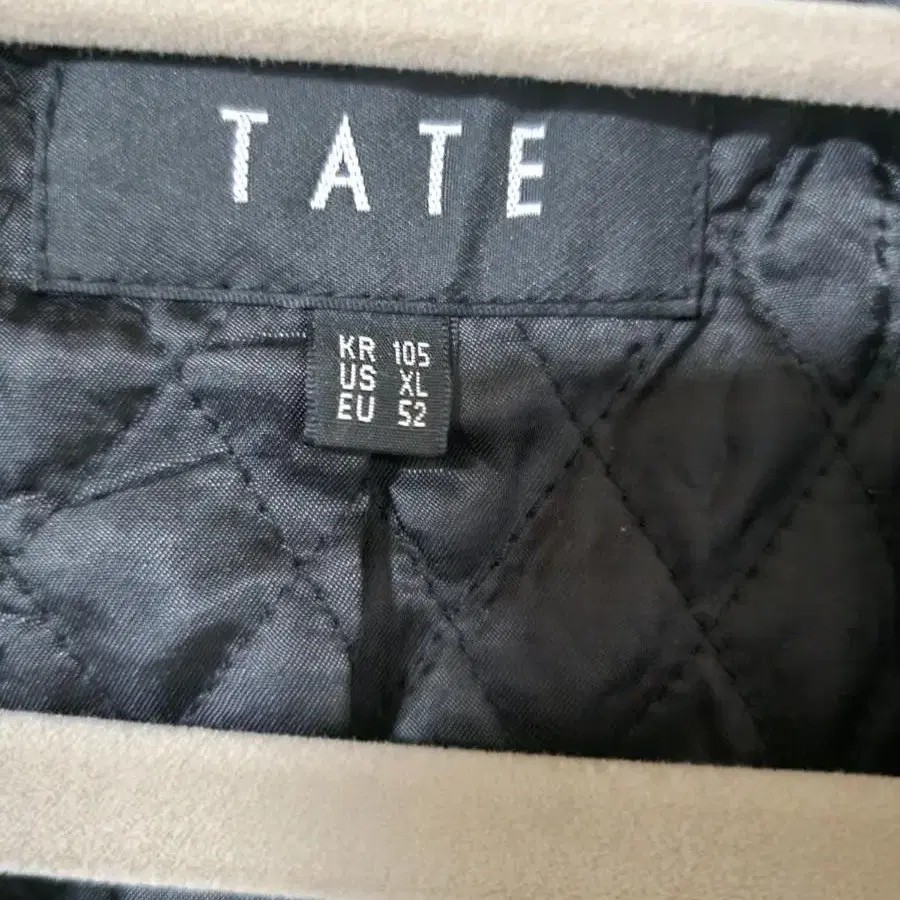 TATE
KR 105
US XL
EU 52